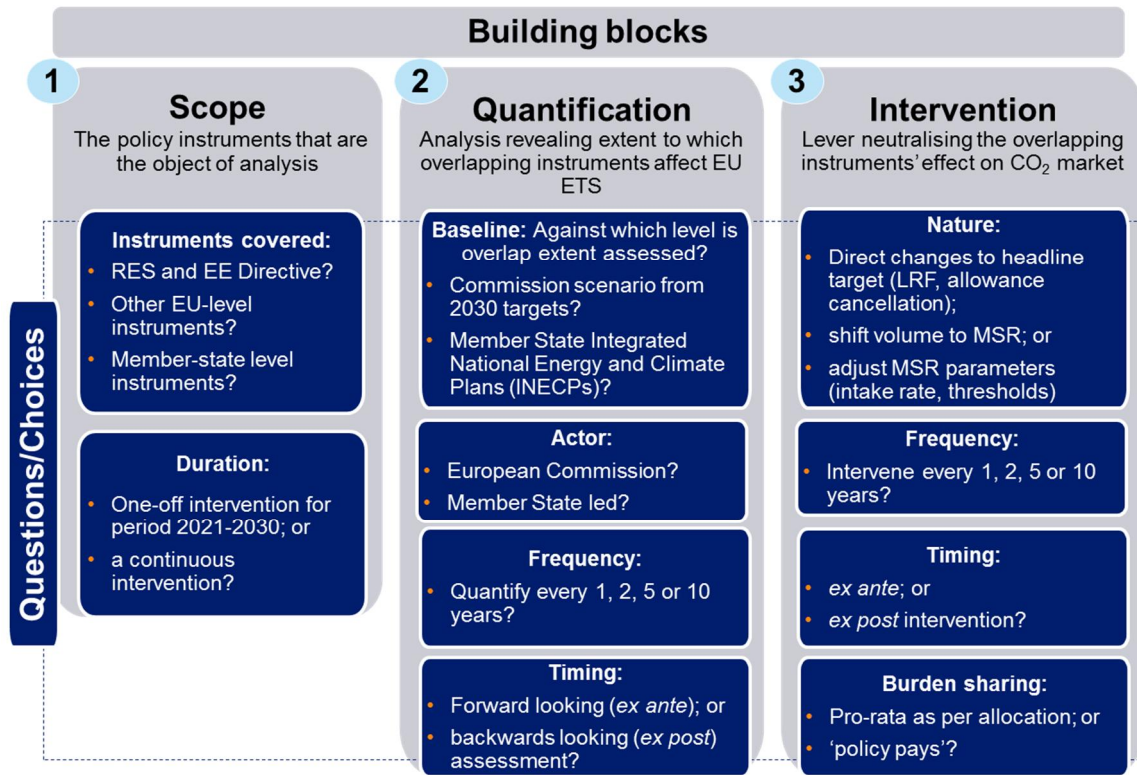 Building blocks
1
Scope
The policy instruments that are
the object of analysis
Instruments covered:
• RES and EE Directive?
• Other EU-level
instruments?
• Member-state level
instruments?
Duration:
• One-off intervention for
period 2021-2030; or
• a continuous
intervention?
2
Quantification
Analysis revealing extent to which
overlapping instruments affect EU
ETS
Baseline: Against which level is
overlap extent assessed?
• Commission scenario from
2030 targets?
• Member State Integrated
National Energy and Climate
Plans (INECPs)?
Actor:
• European Commission?
• Member State led?
Frequency:
• Quantify every 1, 2, 5 or 10
years?
Timing:
• Forward looking (ex ante); or
• backwards looking (ex post)
assessment?
3
Intervention
Lever neutralising the overlapping
instruments' effect on CO₂ market
Nature:
• Direct changes to headline
target (LRF, allowance
cancellation);
• shift volume to MSR; or
• adjust MSR parameters
(intake rate, thresholds)
Frequency:
• Intervene every 1, 2, 5 or 10
years?
Timing:
• ex ante; or
• ex post intervention?
Burden sharing:
• Pro-rata as per allocation; or
• 'policy pays'?
Questions/Choices